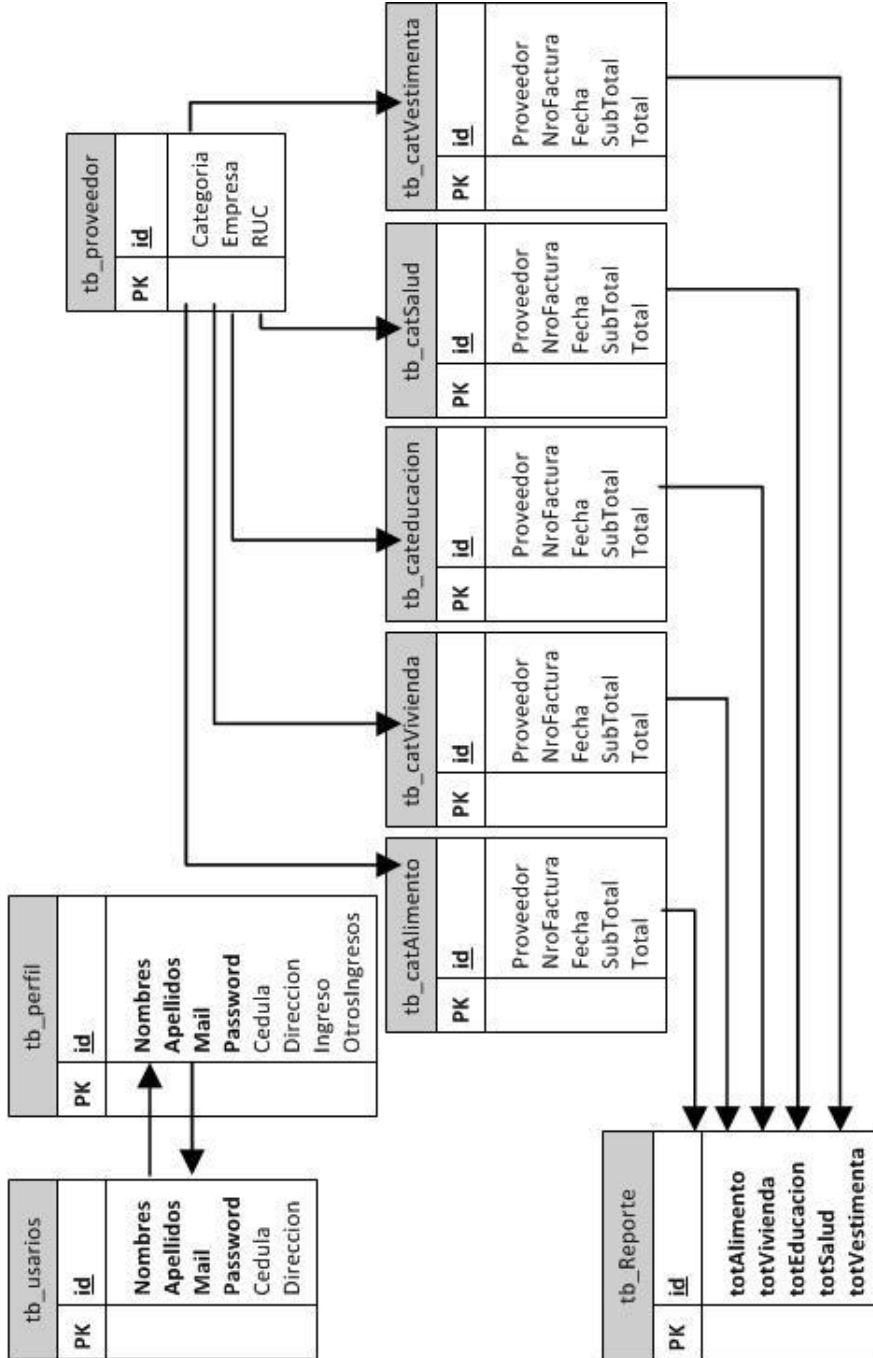 tb_usarios
PK id
Nombres
Apellidos
Mail
Password
Cedula
Direccion
tb_perfil
PK id
Nombres
Apellidos
Mail
Password
Cedula
Direccion
Ingreso
OtrosIngresos
tb_proveedor
PK id
Categoria
Empresa
RUC
tb_catAlimento
PK id
Proveedor
NroFactura
Fecha
SubTotal
Total
tb_catVivienda
PK id
Proveedor
NroFactura
Fecha
SubTotal
Total
tb_cateducacion
PK id
Proveedor
NroFactura
Fecha
SubTotal
Total
tb_catSalud
PK id
Proveedor
NroFactura
Fecha
SubTotal
Total
tb_catVestimenta
PK id
Proveedor
NroFactura
Fecha
SubTotal
Total
tb_Reporte
PK id
totAlimento
totVivienda
totEducacion
totSalud
totVestimenta